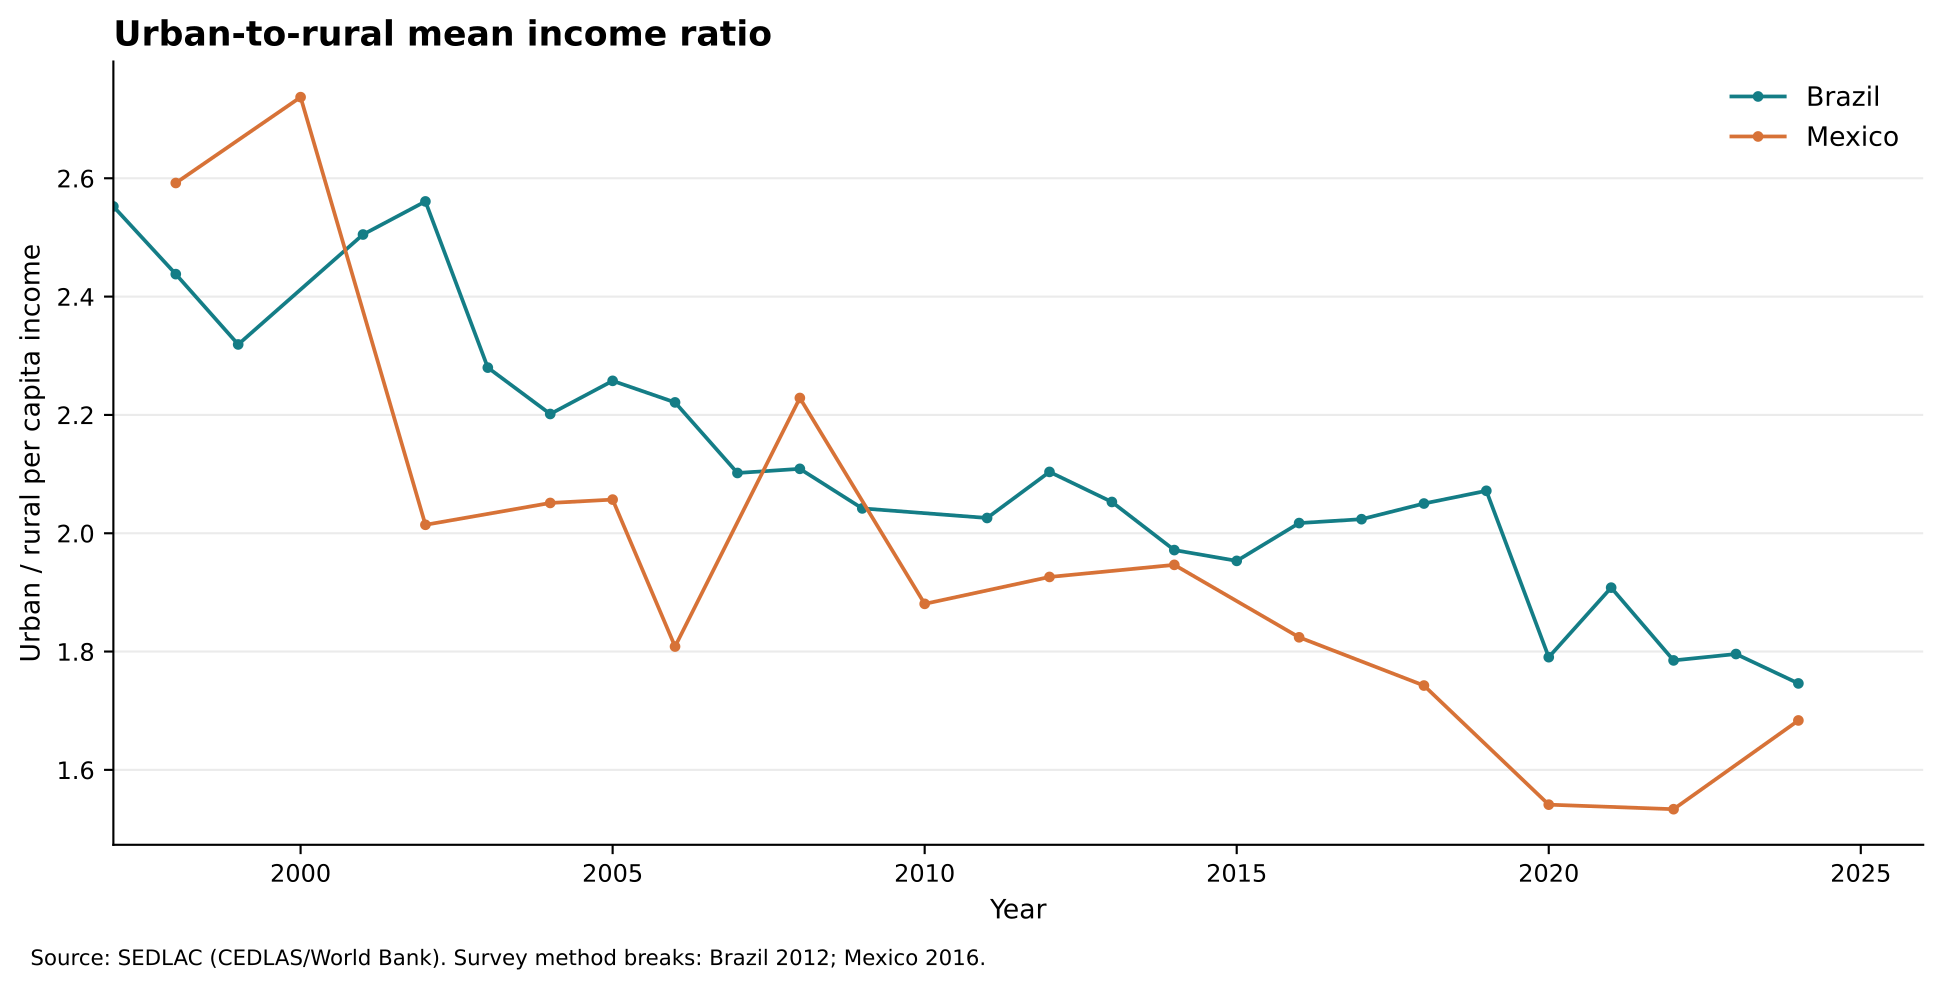 Urban-to-rural mean income ratio
Brazil
Mexico
Urban / rural per capita income
2.6
2.4
2.2
2.0
1.8
1.6
2000
2005
2010
2015
2020
2025
Year
Source: SEDLAC (CEDLAS/World Bank). Survey method breaks: Brazil 2012; Mexico 2016.